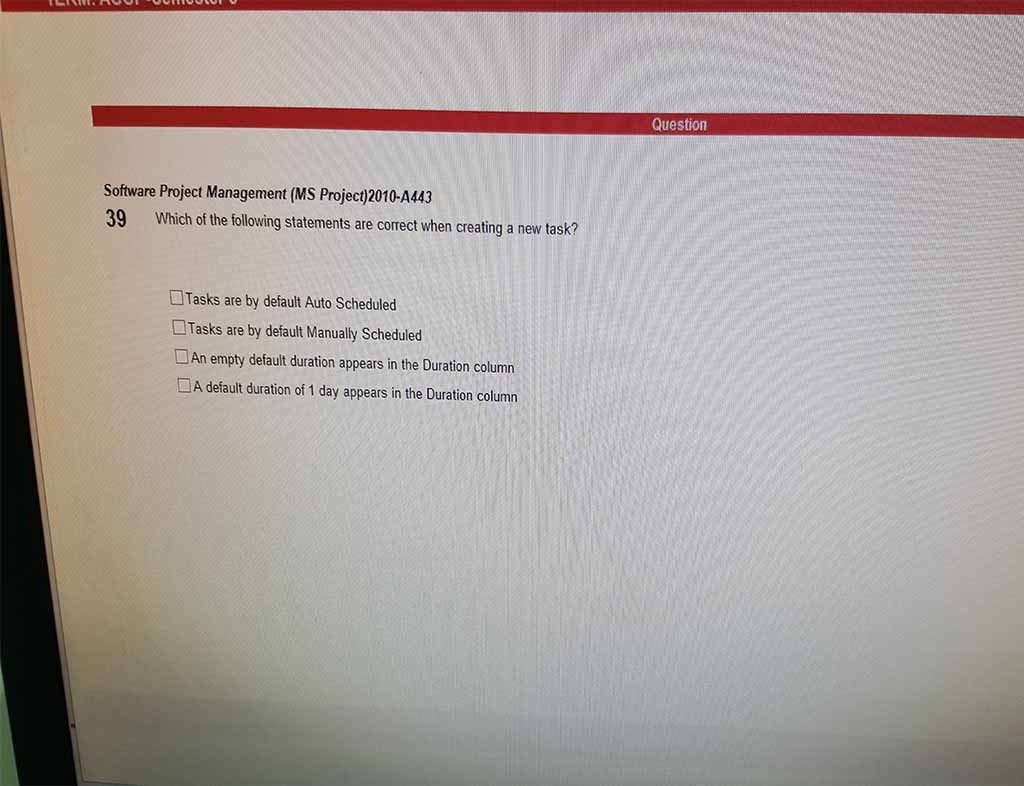 Question
Software Project Management (MS Project)2010-A443
39 Which of the following statements are correct when creating a new task?
Tasks are by default Auto Scheduled
Tasks are by default Manually Scheduled
An empty default duration appears in the Duration column
A default duration of 1 day appears in the Duration column